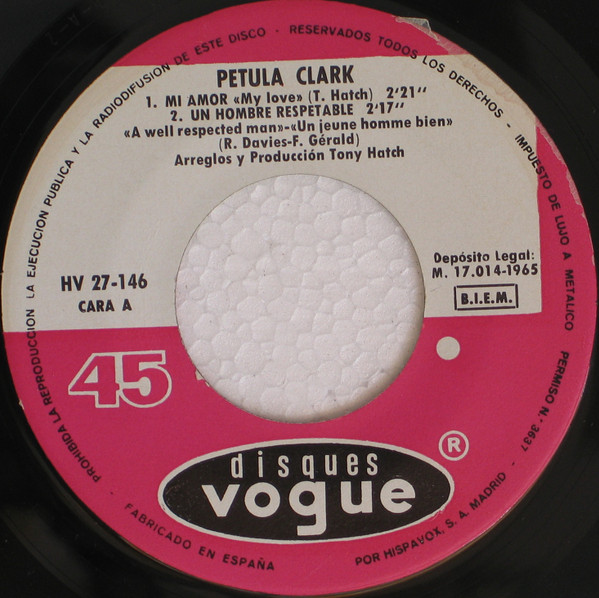 PROHIBIDA LA REPRODUCCION LA EJECUCION PUBLICA Y LA RADIODIFUSION DE ESTE DISCO - RESERVADOS TODOS LOS DERECHOS - IMPUESTO DE LUJO A METALICO PERMISO N.- 3637
PETULA CLARK
1. MI AMOR «My love» (T. Hatch) 2'21"
2. UN HOMBRE RESPETABLE 2'17"
«A well respected man»-«Un jeune homme bien»
(R. Davies-F. Gérald)
Arreglos y Producción Tony Hatch
HV 27-146
CARA A
Depósito Legal:
M. 17.014-1965
B.I.E.M.
45
®
disques
vogue
- FABRICADO EN ESPAÑA
POR HISPAVOX, S. A. MADRID -